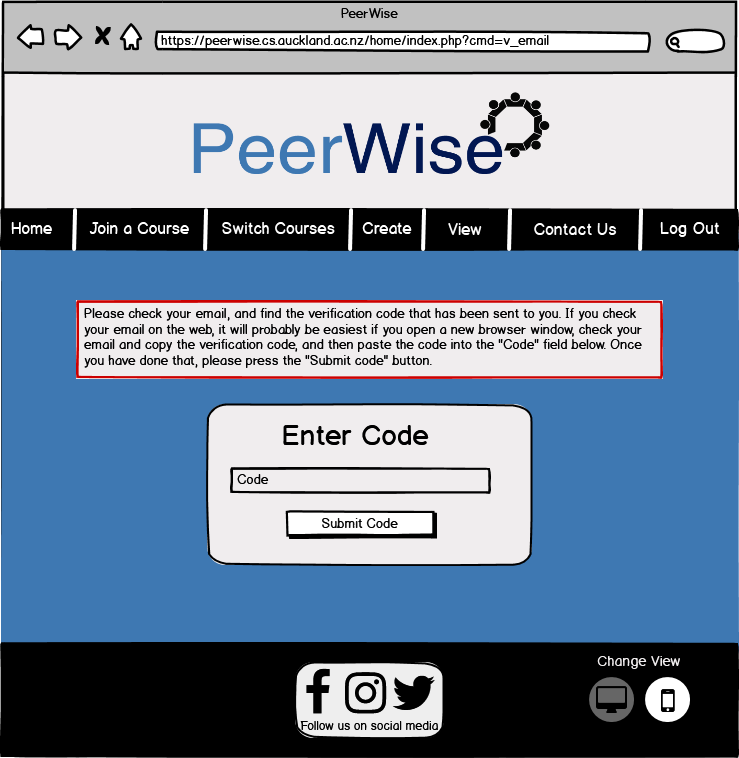 PeerWise
https://peerwise.cs.auckland.ac.nz/home/index.php?cmd=v_email
PeerWise
Home Join a Course Switch Courses Create View Contact Us Log Out
Please check your email, and find the verification code that has been sent to you. If you check
your email on the web, it will probably be easiest if you open a new browser window, check your
email and copy the verification code, and then paste the code into the "Code" field below. Once
you have done that, please press the "Submit code" button.
Enter Code
Code
Submit Code
Change View
Follow us on social media